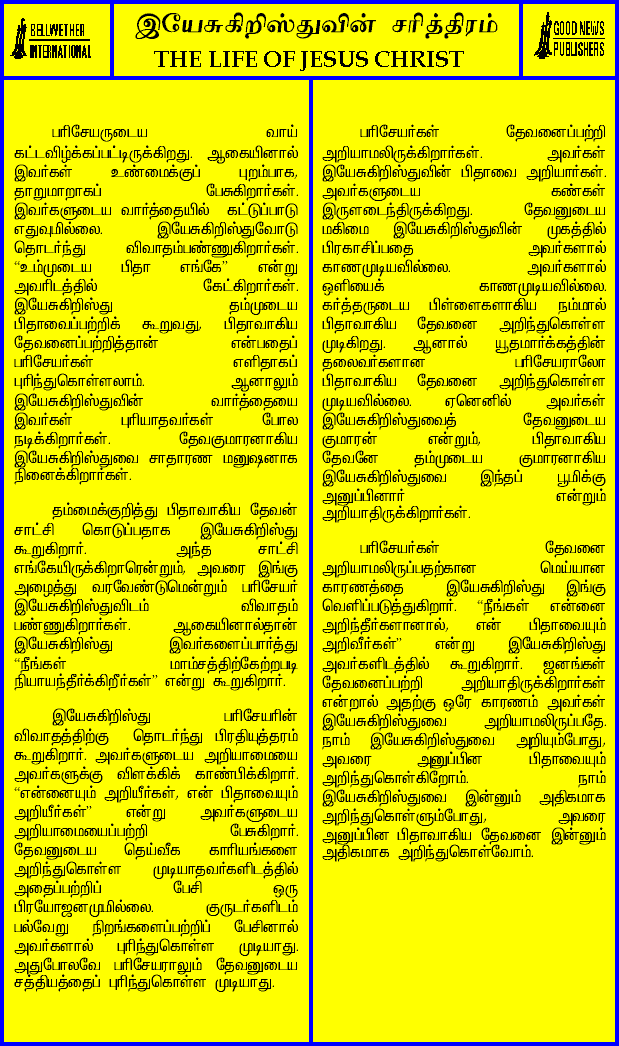 BELLWETHER
INTERNATIONAL
இயேசுகிறிஸ்துவின் சரித்திரம்
THE LIFE OF JESUS CHRIST
GOOD NEWS
PUBLISHERS
பரிசேயருடைய வாய்
கட்டவிழ்க்கப்பட்டிருக்கிறது. ஆகையினால்
இவர்கள் உண்மைக்குப் புறம்பாக,
தாறுமாறாகப் பேசுகிறார்கள்.
இவர்களுடைய வார்த்தையில் கட்டுப்பாடு
எதுவுமில்லை. இயேசுகிறிஸ்துவோடு
தொடர்ந்து விவாதம்பண்ணுகிறார்கள்.
“உம்முடைய பிதா எங்கே” என்று
அவரிடத்தில் கேட்கிறார்கள்.
இயேசுகிறிஸ்து தம்முடைய
பிதாவைப்பற்றிக் கூறுவது, பிதாவாகிய
தேவனைப்பற்றித்தான் என்பதைப்
பரிசேயர்கள் எளிதாகப்
புரிந்துகொள்ளலாம். ஆனாலும்
இயேசுகிறிஸ்துவின் வார்த்தையை
இவர்கள் புரியாதவர்கள் போல
நடிக்கிறார்கள். தேவகுமாரனாகிய
இயேசுகிறிஸ்துவை சாதாரண மனுஷனாக
நினைக்கிறார்கள்.
தம்மைக்குறித்து பிதாவாகிய தேவன்
சாட்சி கொடுப்பதாக இயேசுகிறிஸ்து
கூறுகிறார். அந்த சாட்சி
எங்கேயிருக்கிறாரென்றும், அவரை இங்கு
அழைத்து வரவேண்டுமென்றும் பரிசேயர்
இயேசுகிறிஸ்துவிடம் விவாதம்
பண்ணுகிறார்கள். ஆகையினால்தான்
இயேசுகிறிஸ்து இவர்களைப்பார்த்து
“நீங்கள் மாம்சத்திற்கேற்றபடி
நியாயந்தீர்க்கிறீர்கள்” என்று கூறுகிறார்.
இயேசுகிறிஸ்து பரிசேயரின்
விவாதத்திற்கு தொடர்ந்து பிரதியுத்தரம்
கூறுகிறார். அவர்களுடைய அறியாமையை
அவர்களுக்கு விளக்கிக் காண்பிக்கிறார்.
“என்னையும் அறியீர்கள், என் பிதாவையும்
அறியீர்கள்” என்று அவர்களுடைய
அறியாமையைப்பற்றி பேசுகிறார்.
தேவனுடைய தெய்வீக காரியங்களை
அறிந்துகொள்ள முடியாதவர்களிடத்தில்
அதைப்பற்றிப் பேசி ஒரு
பிரயோஜனமுமில்லை. குருடர்களிடம்
பல்வேறு நிறங்களைப்பற்றிப் பேசினால்
அவர்களால் புரிந்துகொள்ள முடியாது.
அதுபோலவே பரிசேயராலும் தேவனுடைய
சத்தியத்தைப் புரிந்துகொள்ள முடியாது.
பரிசேயர்கள் தேவனைப்பற்றி
அறியாமலிருக்கிறார்கள். அவர்கள்
இயேசுகிறிஸ்துவின் பிதாவை அறியார்கள்.
அவர்களுடைய கண்கள்
இருளடைந்திருக்கிறது. தேவனுடைய
மகிமை இயேசுகிறிஸ்துவின் முகத்தில்
பிரகாசிப்பதை அவர்களால்
காணமுடியவில்லை. அவர்களால்
ஒளியைக் காணமுடியவில்லை.
கர்த்தருடைய பிள்ளைகளாகிய நம்மால்
பிதாவாகிய தேவனை அறிந்துகொள்ள
முடிகிறது. ஆனால் யூதமார்க்கத்தின்
தலைவர்களான பரிசேயராலோ
பிதாவாகிய தேவனை அறிந்துகொள்ள
முடியவில்லை. ஏனெனில் அவர்கள்
இயேசுகிறிஸ்துவைத் தேவனுடைய
குமாரன் என்றும், பிதாவாகிய
தேவனே தம்முடைய குமாரனாகிய
இயேசுகிறிஸ்துவை இந்தப் பூமிக்கு
அனுப்பினார் என்றும்
அறியாதிருக்கிறார்கள்.
பரிசேயர்கள் தேவனை
அறியாமலிருப்பதற்கான மெய்யான
காரணத்தை இயேசுகிறிஸ்து இங்கு
வெளிப்படுத்துகிறார். “நீங்கள் என்னை
அறிந்தீர்களானால், என் பிதாவையும்
அறிவீர்கள்” என்று இயேசுகிறிஸ்து
அவர்களிடத்தில் கூறுகிறார். ஜனங்கள்
தேவனைப்பற்றி அறியாதிருக்கிறார்கள்
என்றால் அதற்கு ஒரே காரணம் அவர்கள்
இயேசுகிறிஸ்துவை அறியாமலிருப்பதே.
நாம் இயேசுகிறிஸ்துவை அறியும்போது,
அவரை அனுப்பின பிதாவையும்
அறிந்துகொள்கிறோம். நாம்
இயேசுகிறிஸ்துவை இன்னும் அதிகமாக
அறிந்துகொள்ளும்போது, அவரை
அனுப்பின பிதாவாகிய தேவனை இன்னும்
அதிகமாக அறிந்துகொள்வோம்.